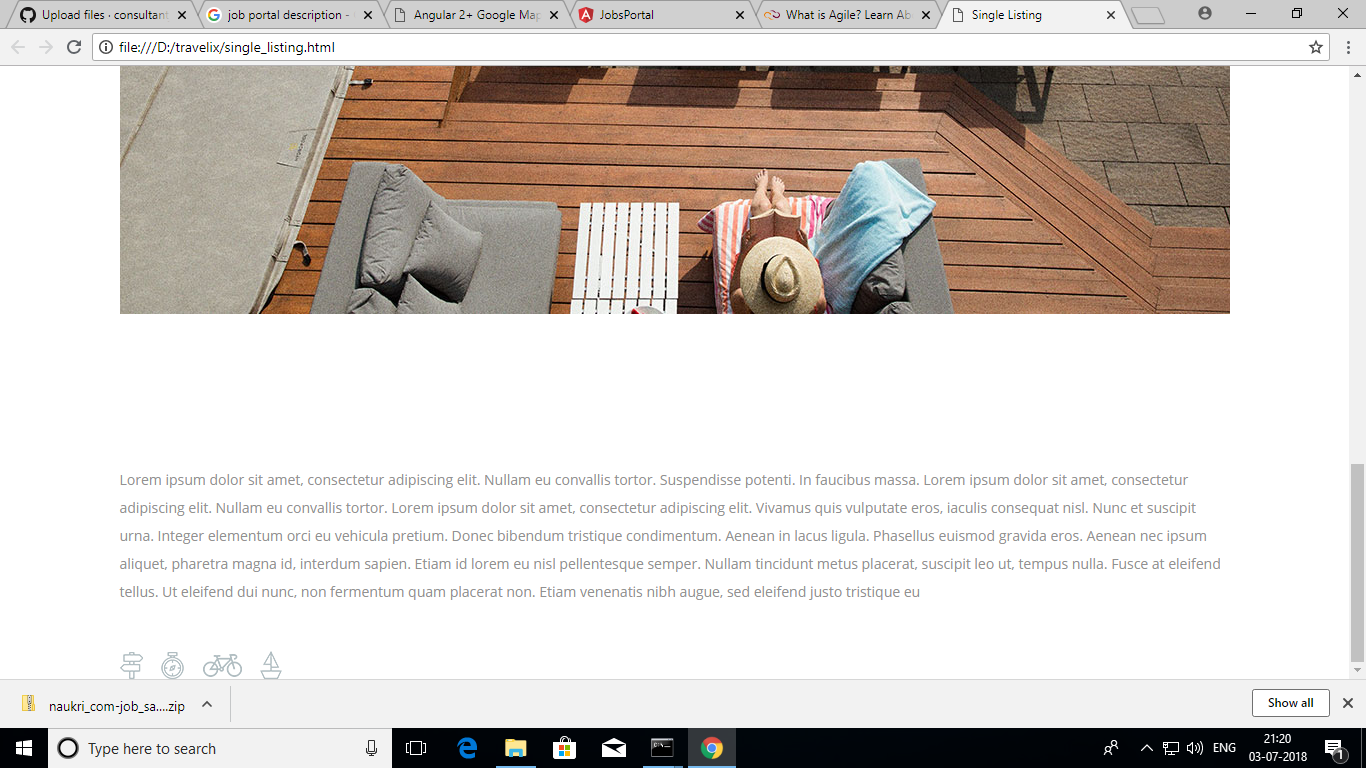 Upload files · consultan
job portal description -
Angular 2+ Google Map
JobsPortal
What is Agile? Learn Ab
Single Listing
file:///D:/travelix/single_listing.html
Lorem ipsum dolor sit amet, consectetur adipiscing elit. Nullam eu convallis tortor. Suspendisse potenti. In faucibus massa. Lorem ipsum dolor sit amet, consectetur
adipiscing elit. Nullam eu convallis tortor. Lorem ipsum dolor sit amet, consectetur adipiscing elit. Vivamus quis vulputate eros, iaculis consequat nisl. Nunc et suscipit
urna. Integer elementum orci eu vehicula pretium. Donec bibendum tristique condimentum. Aenean in lacus ligula. Phasellus euismod gravida eros. Aenean nec ipsum
aliquet, pharetra magna id, interdum sapien. Etiam id lorem eu nisl pellentesque semper. Nullam tincidunt metus placerat, suscipit leo ut, tempus nulla. Fusce at eleifend
tellus. Ut eleifend dui nunc, non fermentum quam placerat non. Etiam venenatis nibh augue, sed eleifend justo tristique eu
naukri_com-job_sa....zip
Show all
Type here to search
ENG
21:20
03-07-2018
1